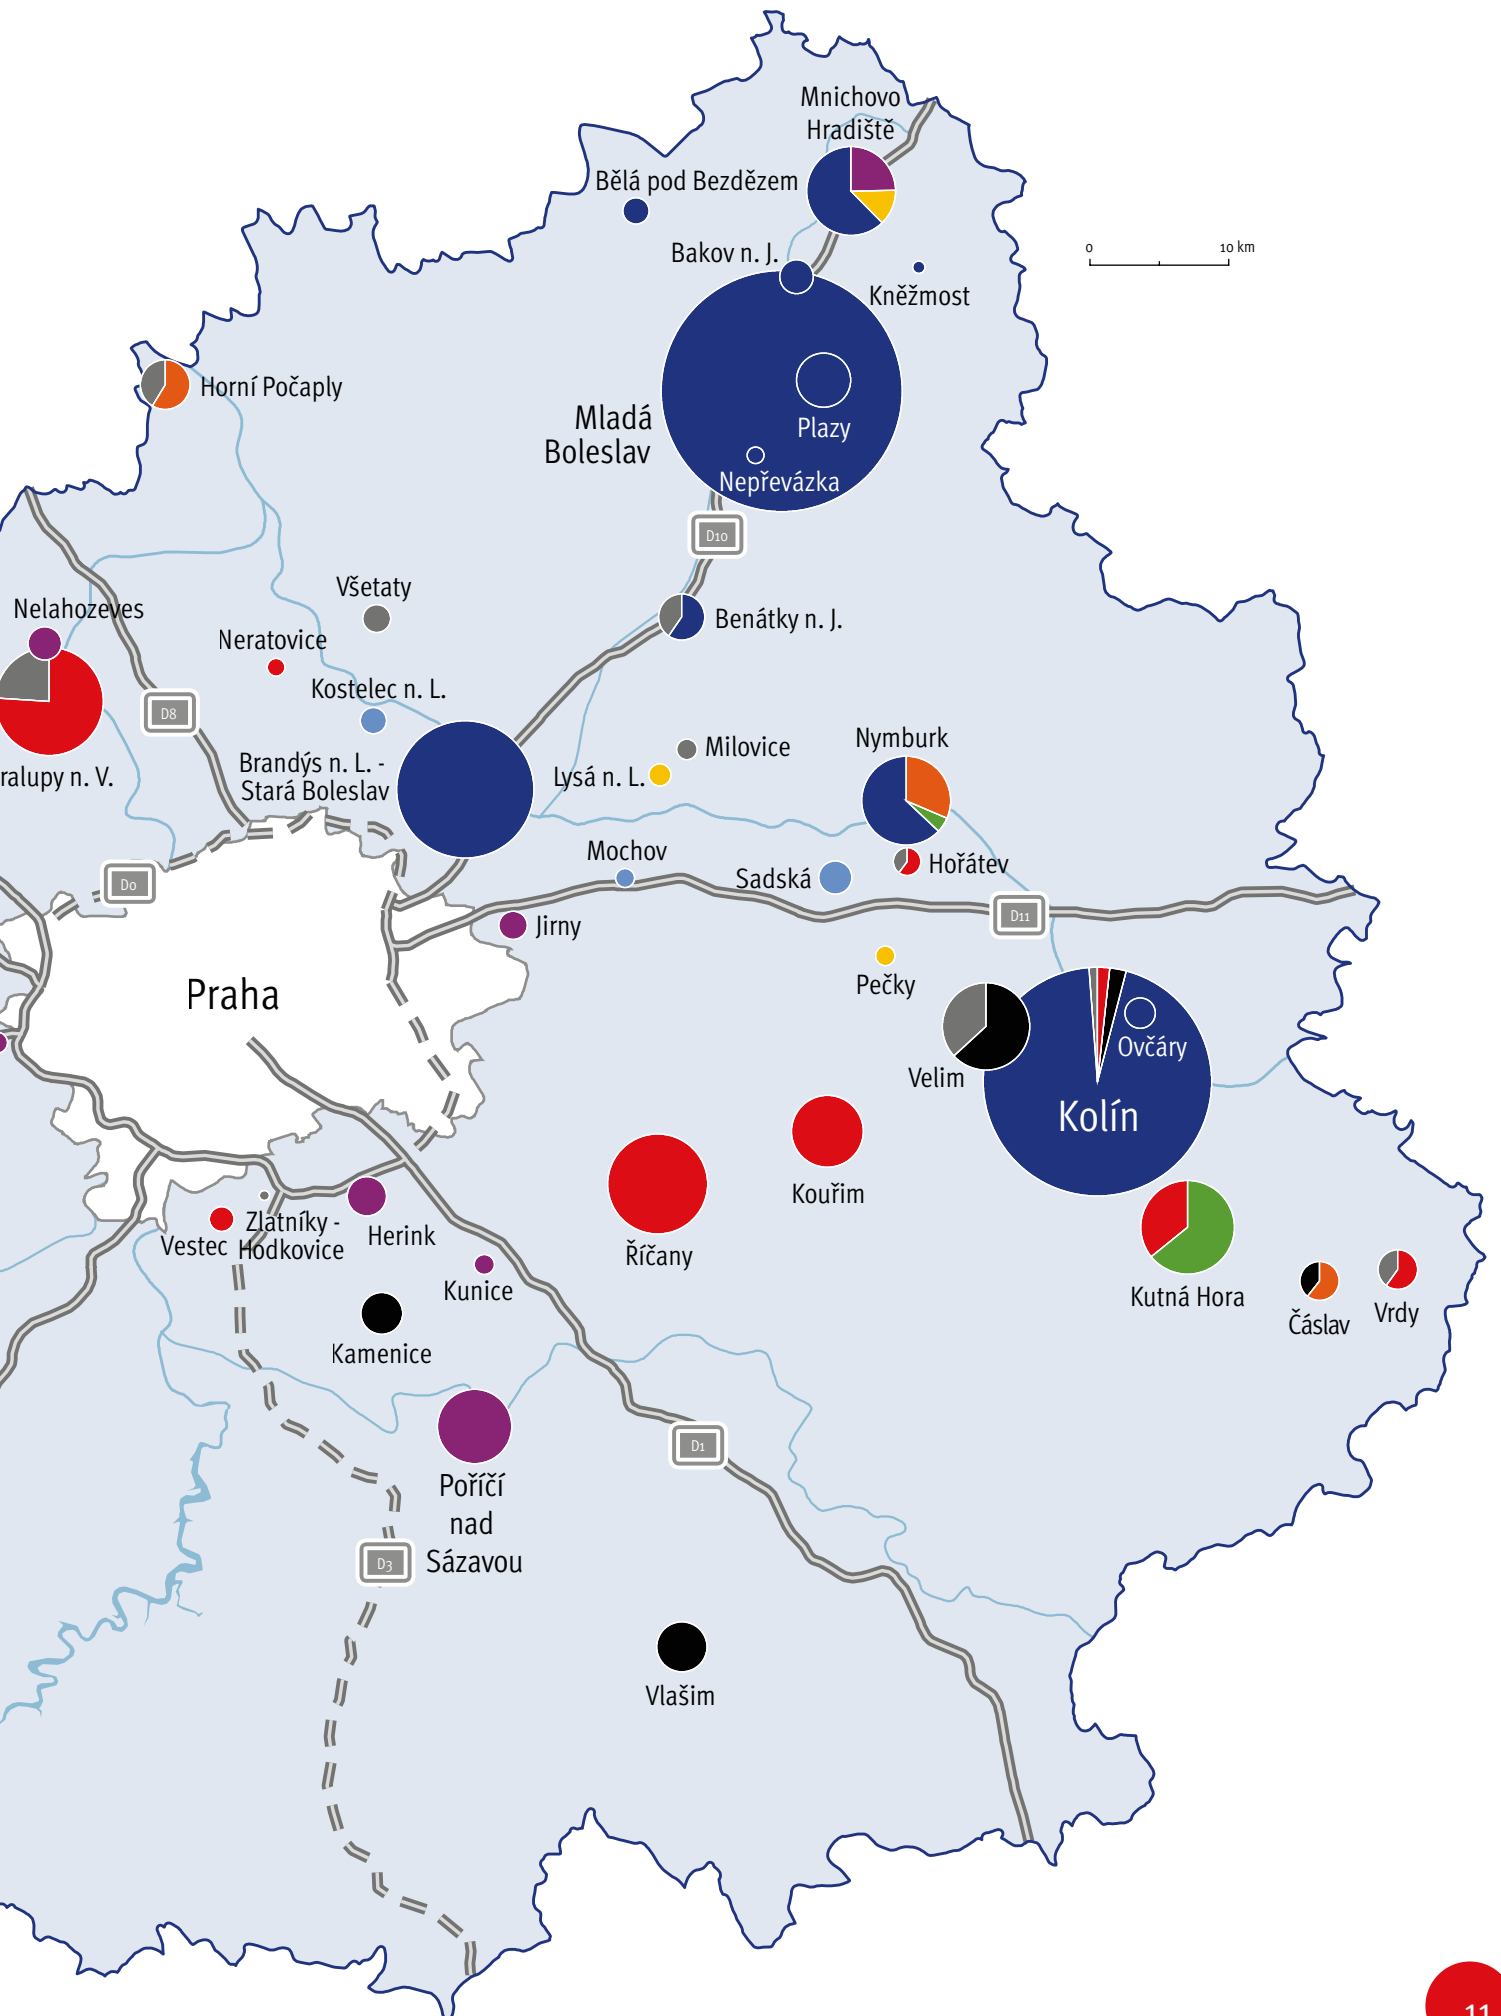 Mnichovo
Hradiště
Bělá pod Bezdězem
0
10 km
Bakov n. J.
Kněžmost
Horní Počaply
Mladá
Boleslav
Plazy
Nepřevázka
D10
Všetaty
Nelahozeves
Benátky n. J.
Neratovice
Kostelec n. L.
D8
Nymburk
Milovice
Brandýs n. L. -
Stará Boleslav
Lysá n. L.
ralupy n. V.
Mochov
Hořátev
Sadská
D0
D11
Jirny
Pečky
Praha
Ovčáry
Velim
Kolín
Kouřim
Zlatníky -
Hodkovice
Vestec
Herink
Říčany
Kunice
Kutná Hora
Čáslav
Vrdy
Kamenice
D1
Poříčí
nad
Sázavou
D3
Vlašim
11